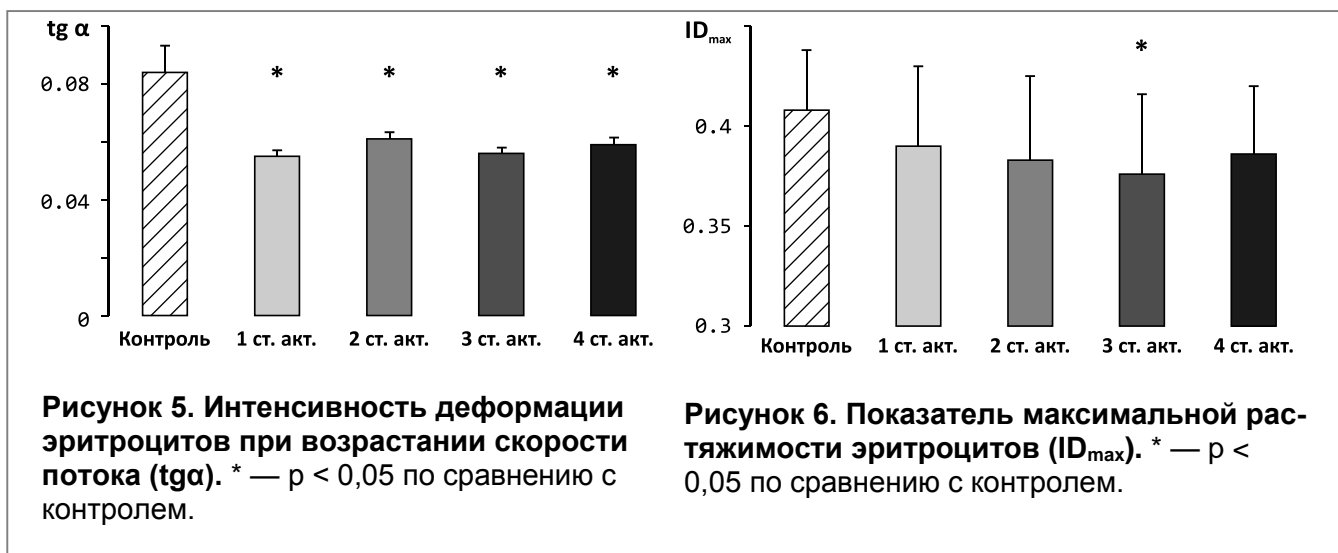 tg α
0.08
0.04
0
* * * *
Контроль 1 ст. акт. 2 ст. акт. 3 ст. акт. 4 ст. акт.
Рисунок 5. Интенсивность деформации
эритроцитов при возрастании скорости
потока (tgα). * — p < 0,05 по сравнению с
контролем.
IDmax
*
0.4
0.35
0.3
Контроль 1 ст. акт. 2 ст. акт. 3 ст. акт. 4 ст. акт.
Рисунок 6. Показатель максимальной рас-
тяжимости эритроцитов (IDmax). * — p <
0,05 по сравнению с контролем.